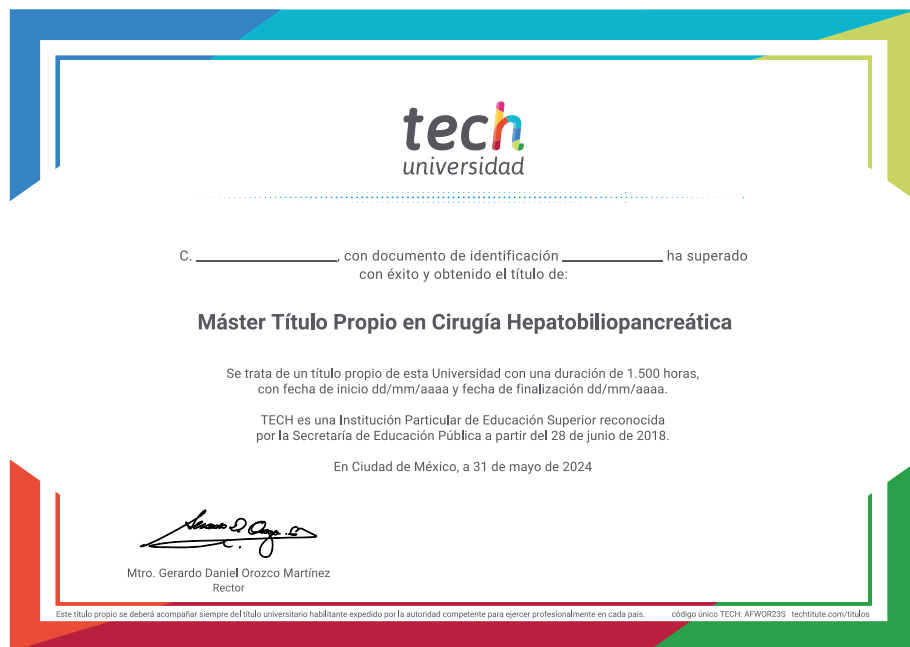 tech
universidad
C. ____________, con documento de identificación ____________ ha superado
con éxito y obtenido el título de:
Máster Título Propio en Cirugía Hepatobiliopancreática
Se trata de un título propio de esta Universidad con una duración de 1.500 horas,
con fecha de inicio dd/mm/aaaa y fecha de finalización dd/mm/aaaa.
TECH es una Institución Particular de Educación Superior reconocida
por la Secretaría de Educación Pública a partir del 28 de junio de 2018.
En Ciudad de México, a 31 de mayo de 2024
Mtro. Gerardo Daniel Orozco Martínez
Rector
Este título propio se deberá acompañar siempre del título universitario habilitante expedido por la autoridad competente para ejercer profesionalmente en cada país. código único TECH: AFWOR23S techtitute.com/titulos